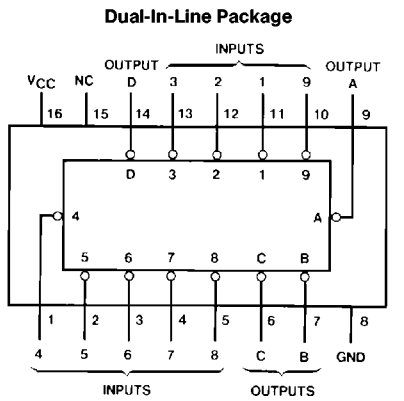 Dual-In-Line Package
INPUTS
OUTPUT OUTPUT
VCC NC D 3 2 1 9 A
16 15 14 13 12 11 10 9
D 3 2 1 9
4 A
5 6 7 8 C B
1 2 3 4 5 6 7 8
4 5 6 7 8 C B GND
INPUTS OUTPUTS